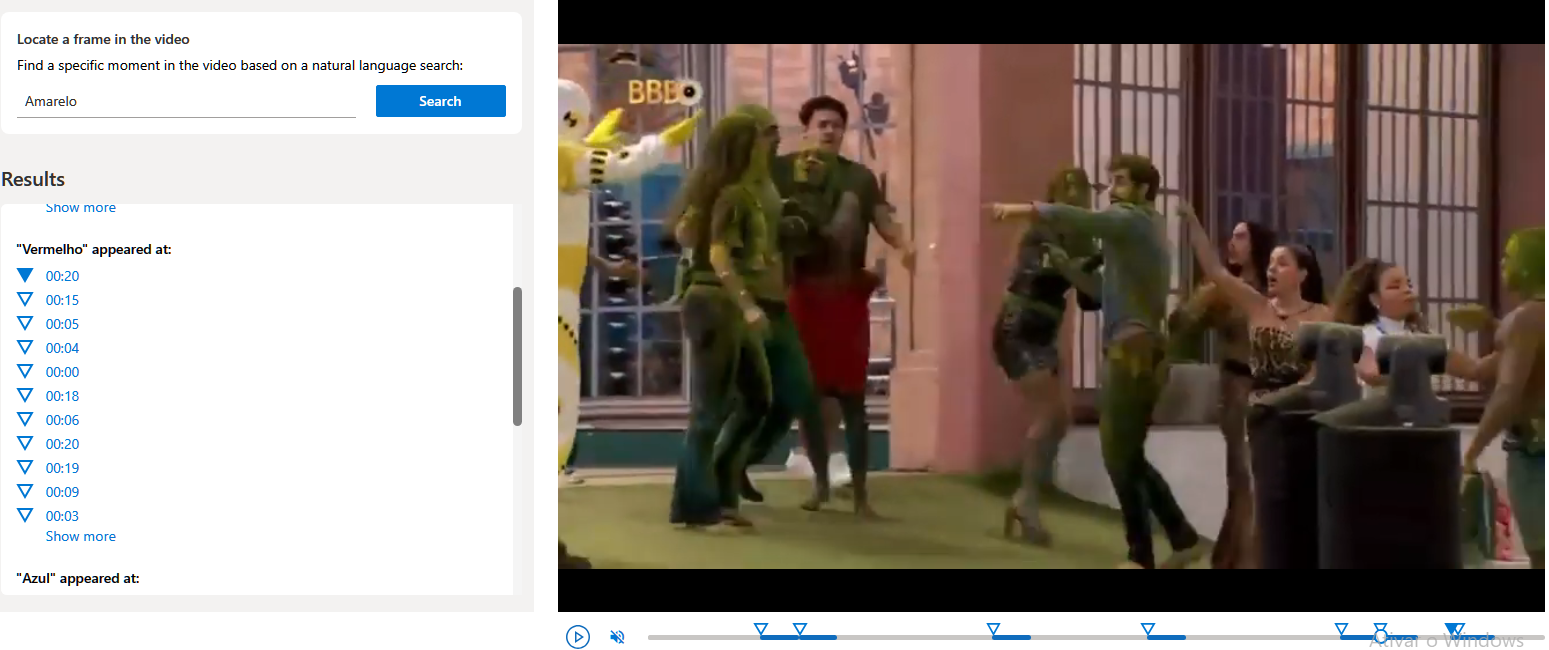 Locate a frame in the video
Find a specific moment in the video based on a natural language search:
Amarelo
Search
Results
Show more
"Vermelho" appeared at:
00:20
00:15
00:05
00:04
00:00
00:18
00:06
00:20
00:19
00:09
00:03
Show more
"Azul" appeared at:
BBB
Ativar o Windows